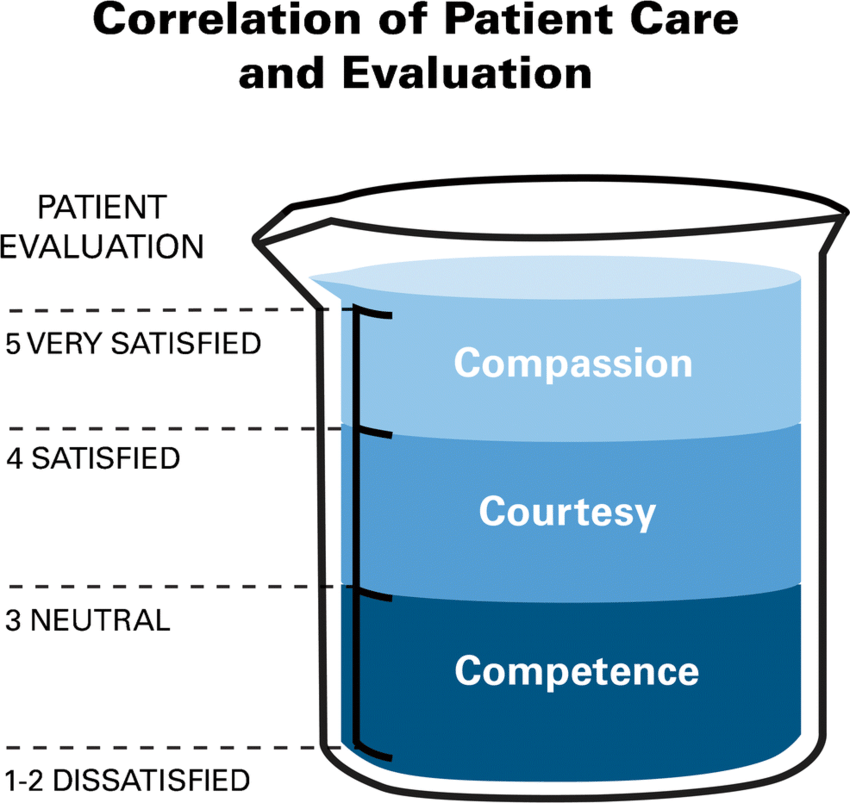 Correlation of Patient Care
and Evaluation
PATIENT
EVALUATION
5 VERY SATISFIED
Compassion
4 SATISFIED
Courtesy
3 NEUTRAL
Competence
1-2 DISSATISFIED